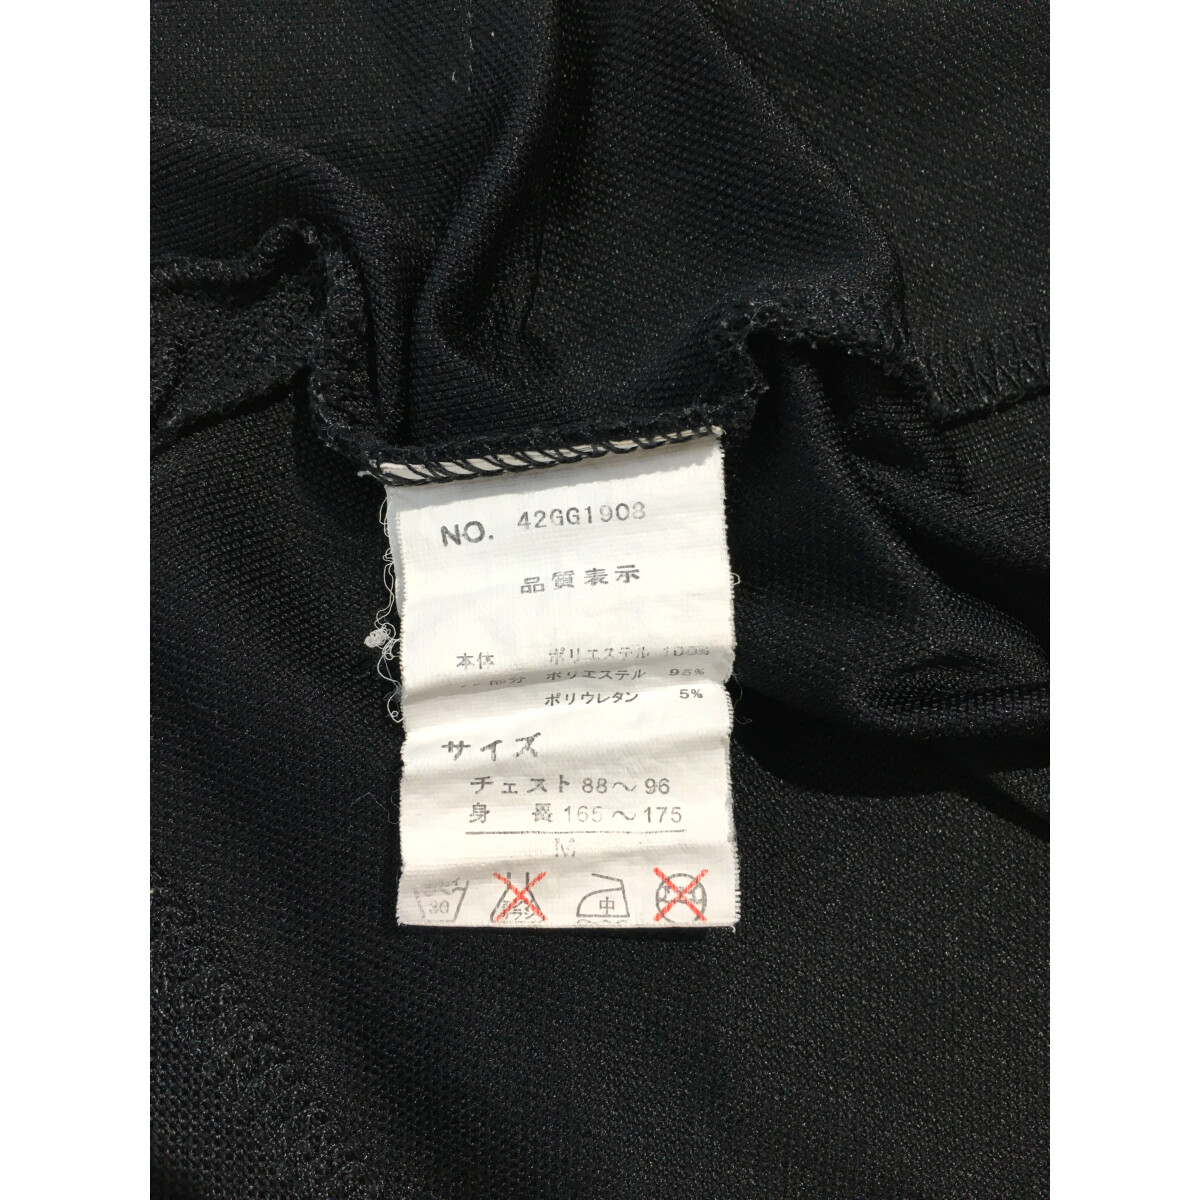 NO. 42GG1908
品質表示
本体 ポリエステル 100%
部分 ポリエステル 95%
ポリウレタン 5%
サイズ
チェスト 88～96
身長 165～175
M
30
中